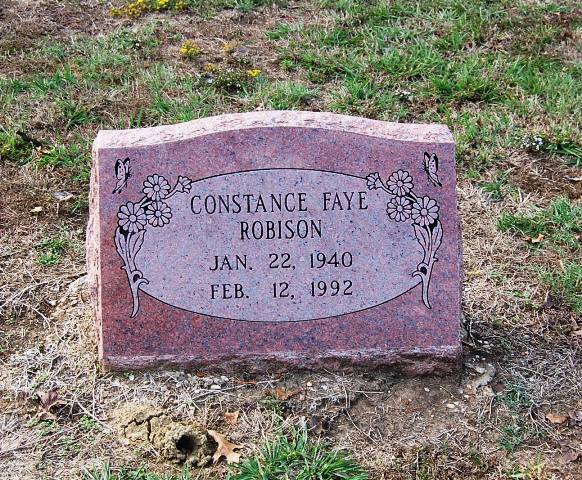 CONSTANCE FAYE
ROBISON
JAN. 22, 1940
FEB. 12, 1992